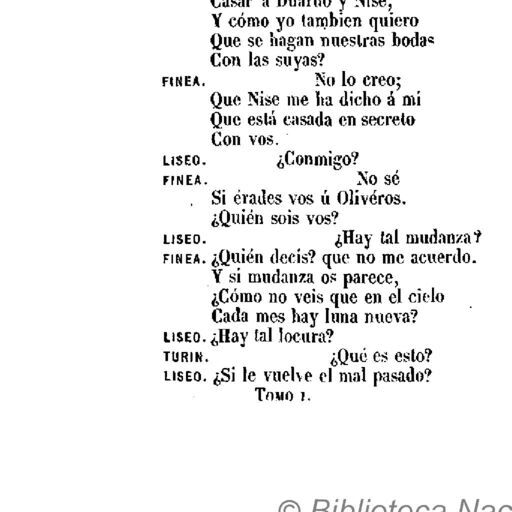 Casar á Duardo y Nise,
Y cómo yo tambien quiero
Que se hagan nuestras bodas
Con las suyas?
FINEA. No lo creo;
Que Nise me ha dicho á mí
Que está casada en secreto
Con vos.
LISEO. ¿Conmigo?
FINEA. No sé
Si érades vos ú Olivéros.
¿Quién sois vos?
LISEO. ¿Hay tal mudanza?
FINEA. ¿Quién decís? que no me acuerdo.
Y si mudanza os parece,
¿Cómo no veis que en el cielo
Cada mes hay luna nueva?
LISEO. ¿Hay tal locura?
TURIN. ¿Qué es esto?
LISEO. ¿Si le vuelve el mal pasado?
TOMO I.
© Biblioteca Nac